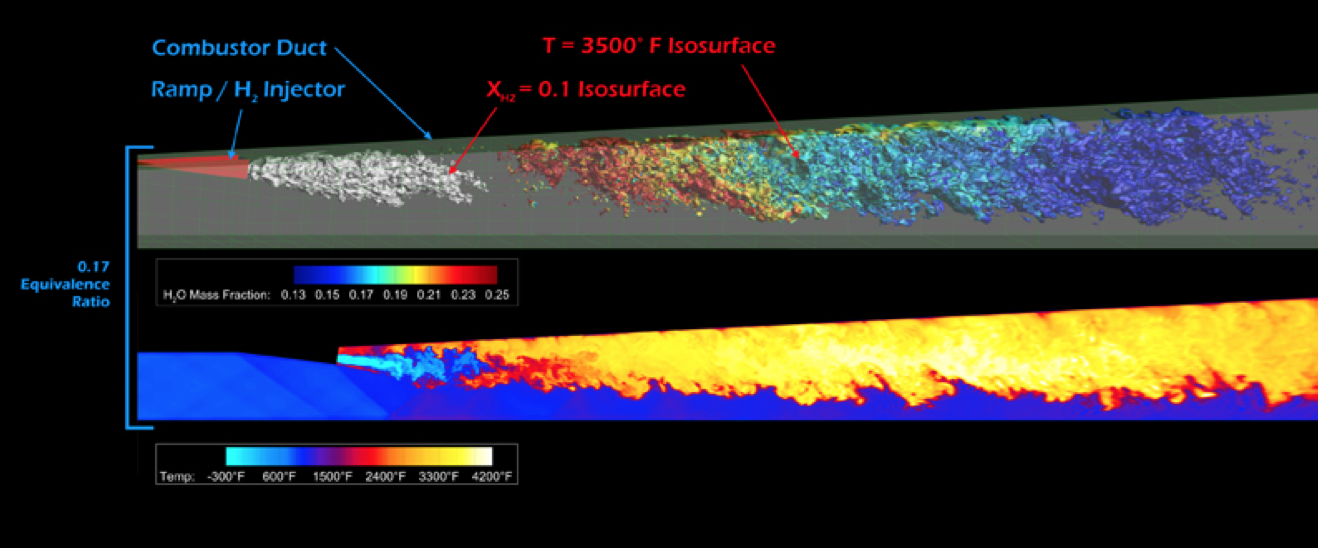 Combustor Duct
T = 3500° F Isosurface
Ramp / H₂ Injector
X_H2 = 0.1 Isosurface
0.17
Equivalence
Ratio
H₂O Mass Fraction: 0.13 0.15 0.17 0.19 0.21 0.23 0.25
Temp: -300°F 600°F 1500°F 2400°F 3300°F 4200°F